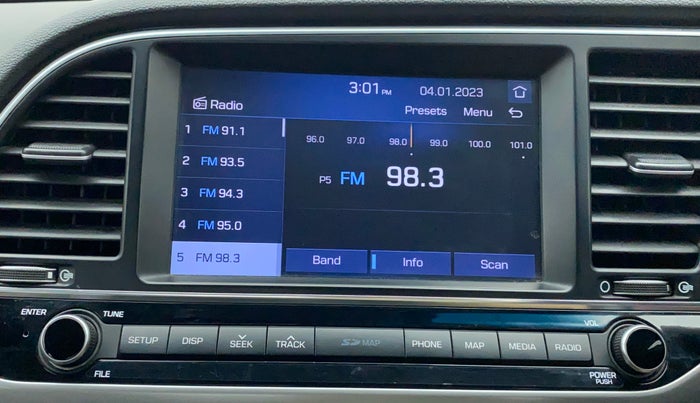 3:01 PM 04.01.2023
Radio
Presets Menu
1 FM 91.1
2 FM 93.5
3 FM 94.3
4 FM 95.0
5 FM 98.3
96.0 97.0 98.0 99.0 100.0 101.0
P5 FM 98.3
Band Info Scan
ENTER TUNE VOL
SETUP DISP SEEK TRACK SD MAP PHONE MAP MEDIA RADIO
FILE POWER
PUSH